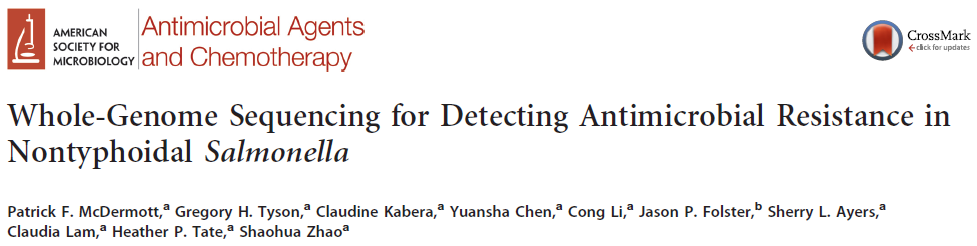 AMERICAN
SOCIETY FOR
MICROBIOLOGY
Antimicrobial Agents
and Chemotherapy
CrossMark
click for updates
Whole-Genome Sequencing for Detecting Antimicrobial Resistance in
Nontyphoidal Salmonella
Patrick F. McDermott,a Gregory H. Tyson,a Claudine Kabera,a Yuansha Chen,a Cong Li,a Jason P. Folster,b Sherry L. Ayers,a
Claudia Lam,a Heather P. Tate,a Shaohua Zhaoa